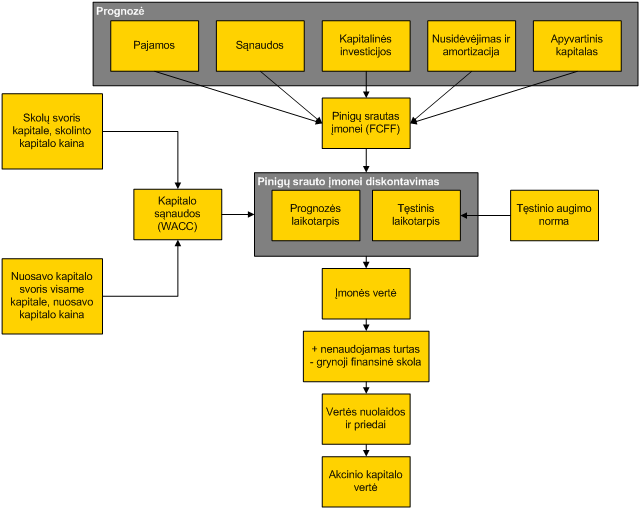 Prognozė
Pajamos
Sąnaudos
Kapitalinės
investicijos
Nusidėvėjimas ir
amortizacija
Apyvartinis
kapitalas
Pinigų srautas
įmonei (FCFF)
Skolų svoris
kapitale, skolinto
kapitalo kaina
Kapitalo
sąnaudos
(WACC)
Nuosavo kapitalo
svoris visame
kapitale, nuosavo
kapitalo kaina
Pinigų srauto įmonei diskontavimas
Prognozės
laikotarpis
Tęstinis
laikotarpis
Tęstinio augimo
norma
Įmonės vertė
+ nenaudojamas turtas
- grynoji finansinė skola
Vertės nuolaidos
ir priedai
Akcinio kapitalo
vertė